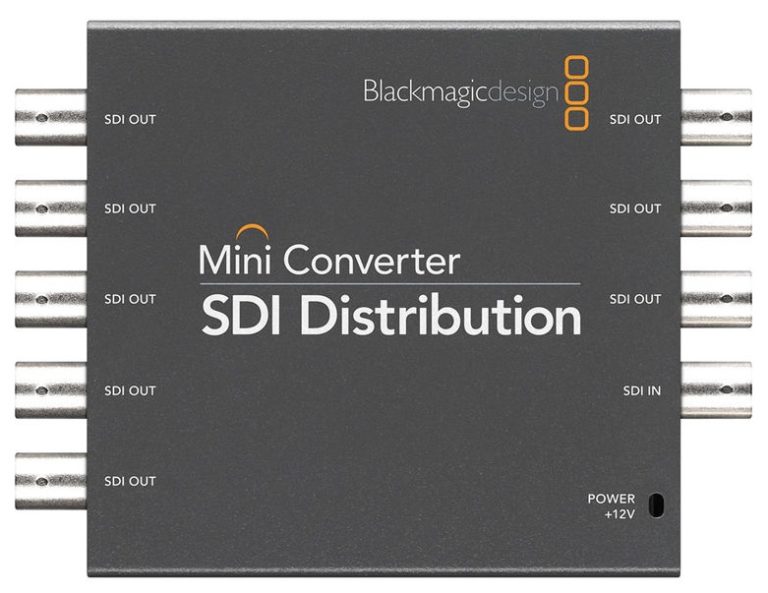 Blackmagicdesign
SDI OUT
SDI OUT
SDI OUT
SDI OUT
Mini Converter
SDI Distribution
SDI OUT
SDI OUT
SDI OUT
SDI IN
SDI OUT
POWER
+12V